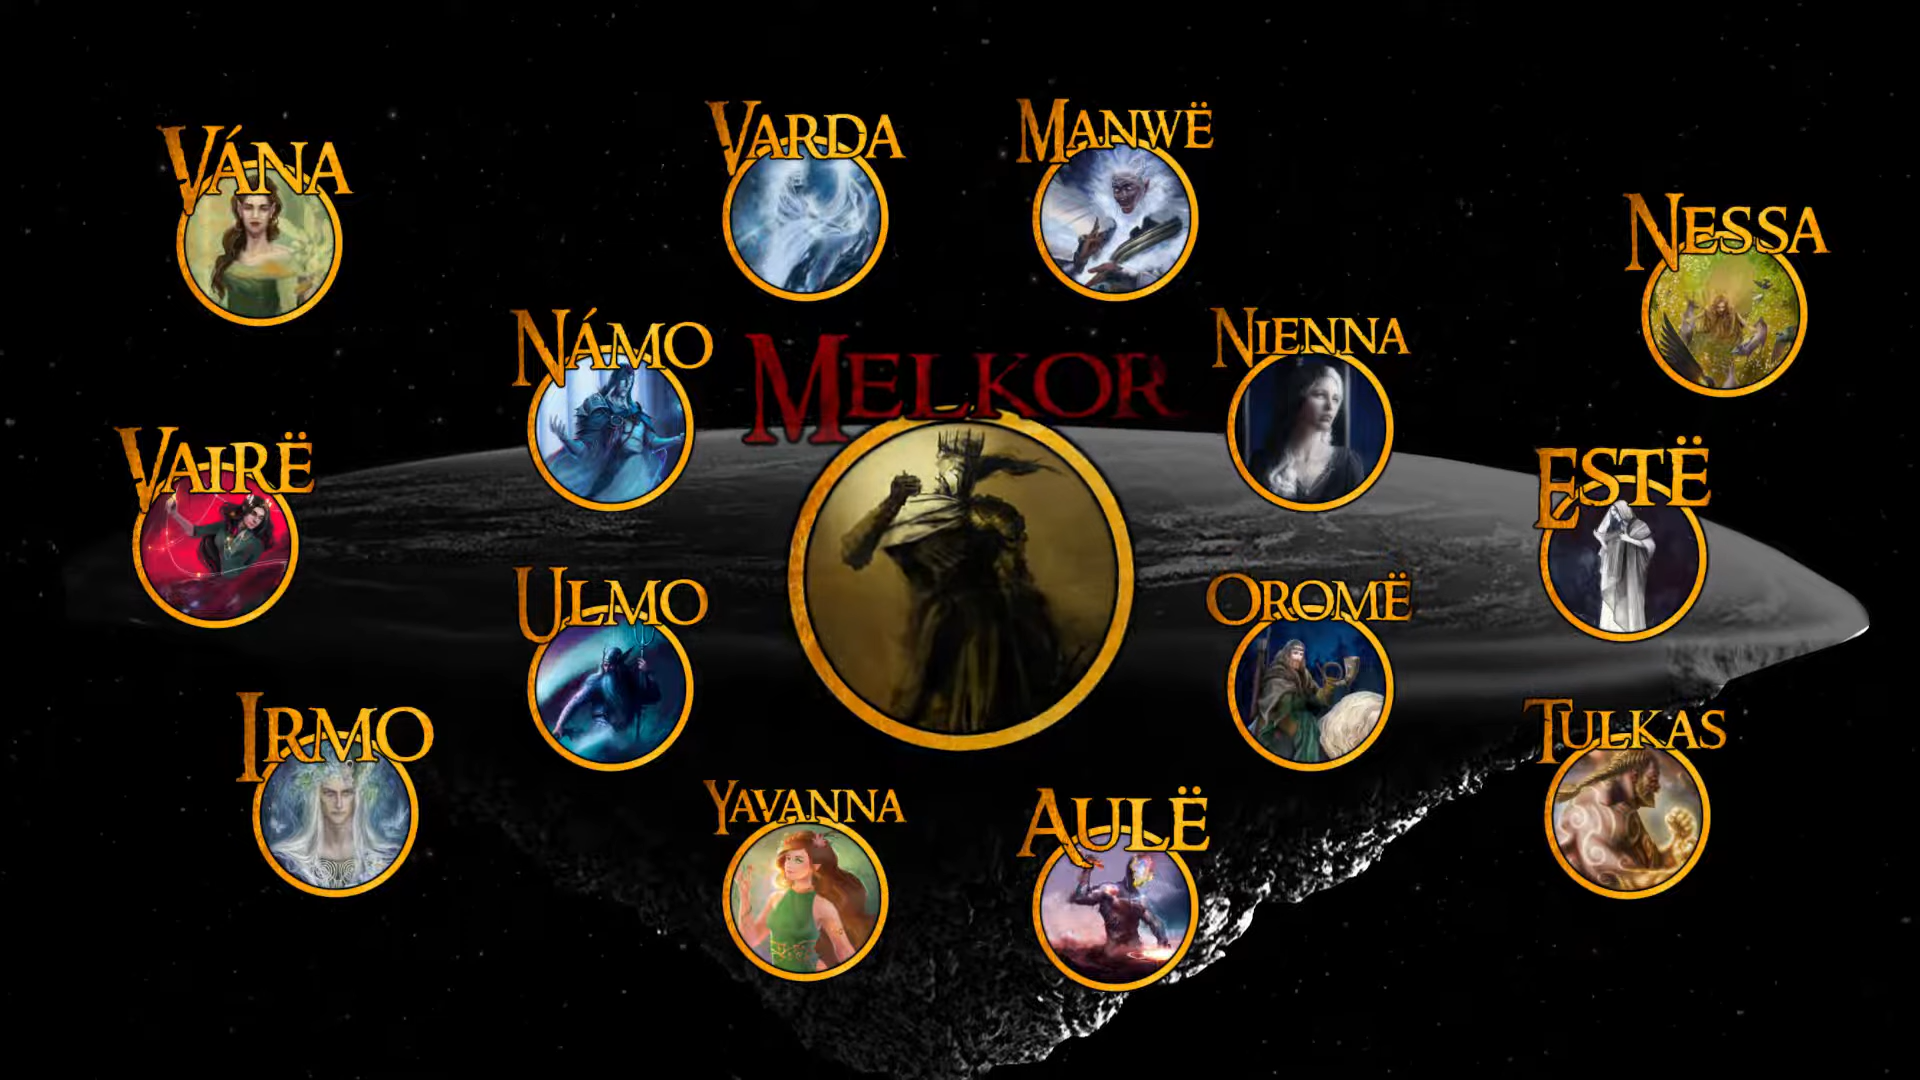 VÁNA
VARDA
MANWË
NESSA
NÁMO
MELKOR
NIENNA
VAIRË
ESTË
ULMO
OROMË
IRMO
TULKAS
YAVANNA
AULË